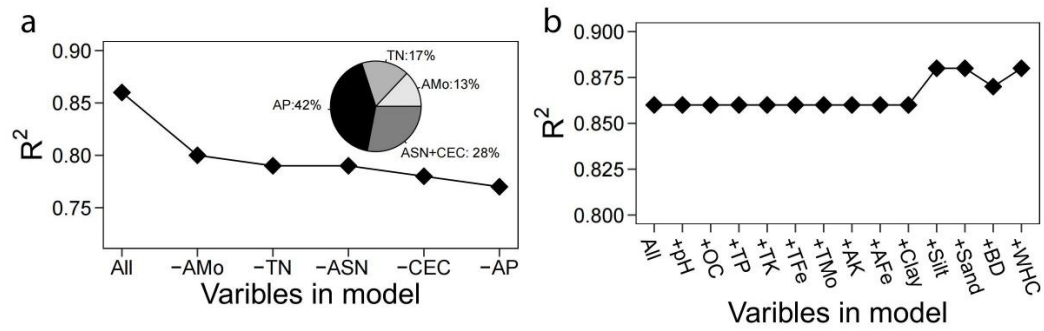 a
0.90
0.85
0.80
0.75
R²
TN:17%
AMo:13%
AP:42%
ASN+CEC: 28%
All
−AMo
−TN
−ASN
−CEC
−AP
Varibles in model
b
0.900
0.875
0.850
0.825
0.800
R²
All
+pH
+OC
+TP
+TK
+TFe
+TMo
+AK
+AFe
+Clay
+Silt
+Sand
+BD
+WHC
Varibles in model